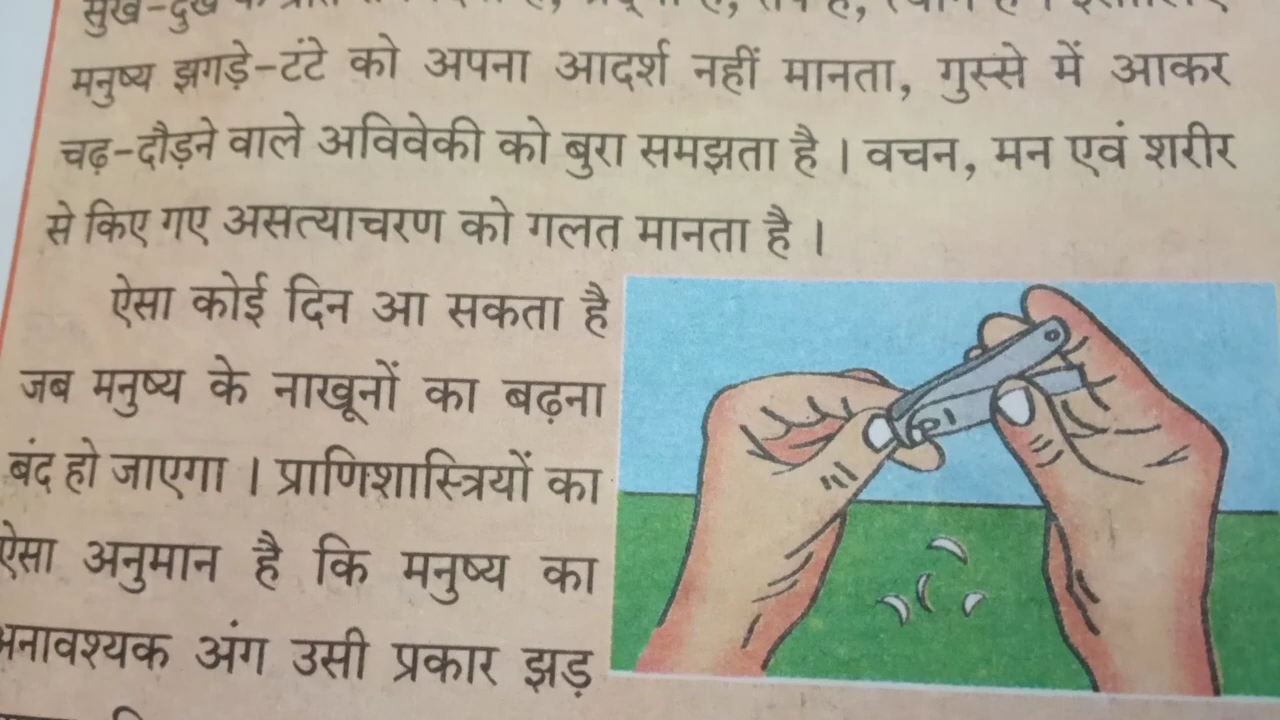 सुख-दुख के
मनुष्य झगड़े-टंटे को अपना आदर्श नहीं मानता, गुस्से में आकर
चढ़-दौड़ने वाले अविवेकी को बुरा समझता है । वचन, मन एवं शरीर
से किए गए असत्याचरण को गलत मानता है ।
ऐसा कोई दिन आ सकता है
जब मनुष्य के नाखूनों का बढ़ना
बंद हो जाएगा । प्राणिशास्त्रियों का
ऐसा अनुमान है कि मनुष्य का
अनावश्यक अंग उसी प्रकार झड़